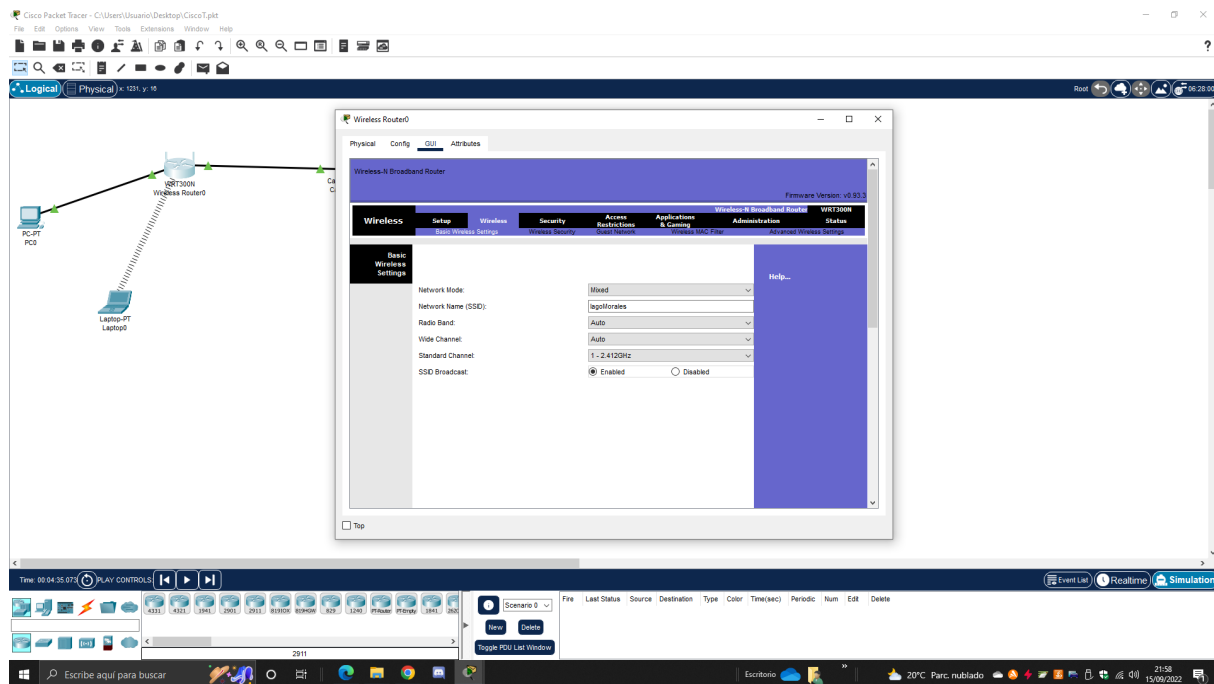 Cisco Packet Tracer - C:\Users\Usuario\Desktop\CiscoT.pkt
File Edit Options View Tools Extensions Window Help
?
Logical Physical x: 1231, y: 16 Root 06:28:00
Wireless Router0
Physical Config GUI Attributes
Wireless-N Broadband Router
Firmware Version: v0.93.3
Wireless-N Broadband Router WRT300N
Wireless Setup Wireless Security Access Restrictions Applications & Gaming Administration Status
Basic Wireless Settings Wireless Security Guest Network Wireless MAC Filter Advanced Wireless Settings
Basic
Wireless
Settings
Help...
Network Mode: Mixed
Network Name (SSID): IagoMorales
Radio Band: Auto
Wide Channel: Auto
Standard Channel: 1 - 2.412GHz
SSID Broadcast: Enabled Disabled
Top
WRT300N
Wireless Router0
Ca
C
PC-PT
PC0
Laptop-PT
Laptop0
Time: 00:04:35.073 PLAY CONTROLS: Event List Realtime Simulation
4331 4321 1941 2901 2911 819IOX 819HGW 829 1240 PT-Router PT-Empty 1841 2620
2911
Scenario 0
New Delete
Toggle PDU List Window
Fire Last Status Source Destination Type Color Time(sec) Periodic Num Edit Delete
Escribe aquí para buscar Escritorio » 20°C Parc. nublado 21:58
15/09/2022